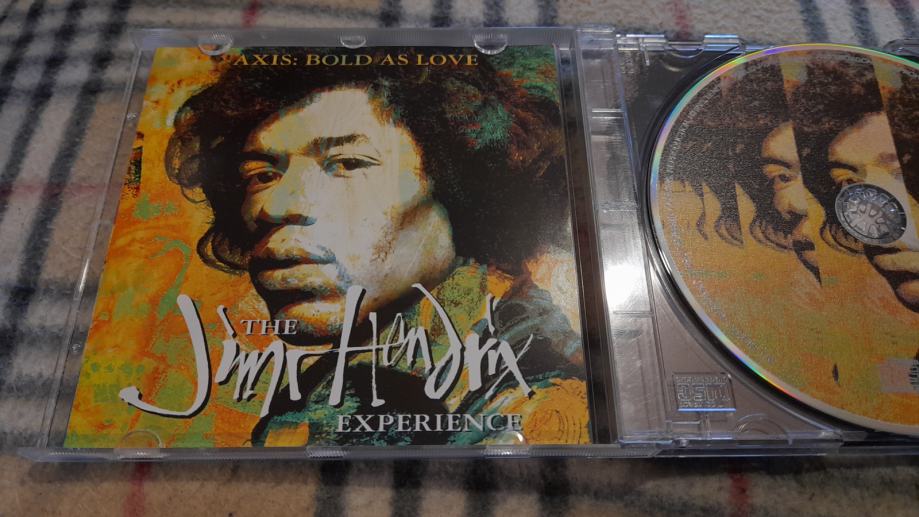 AXIS: BOLD AS LOVE
THE
Jimi Hendrix
EXPERIENCE